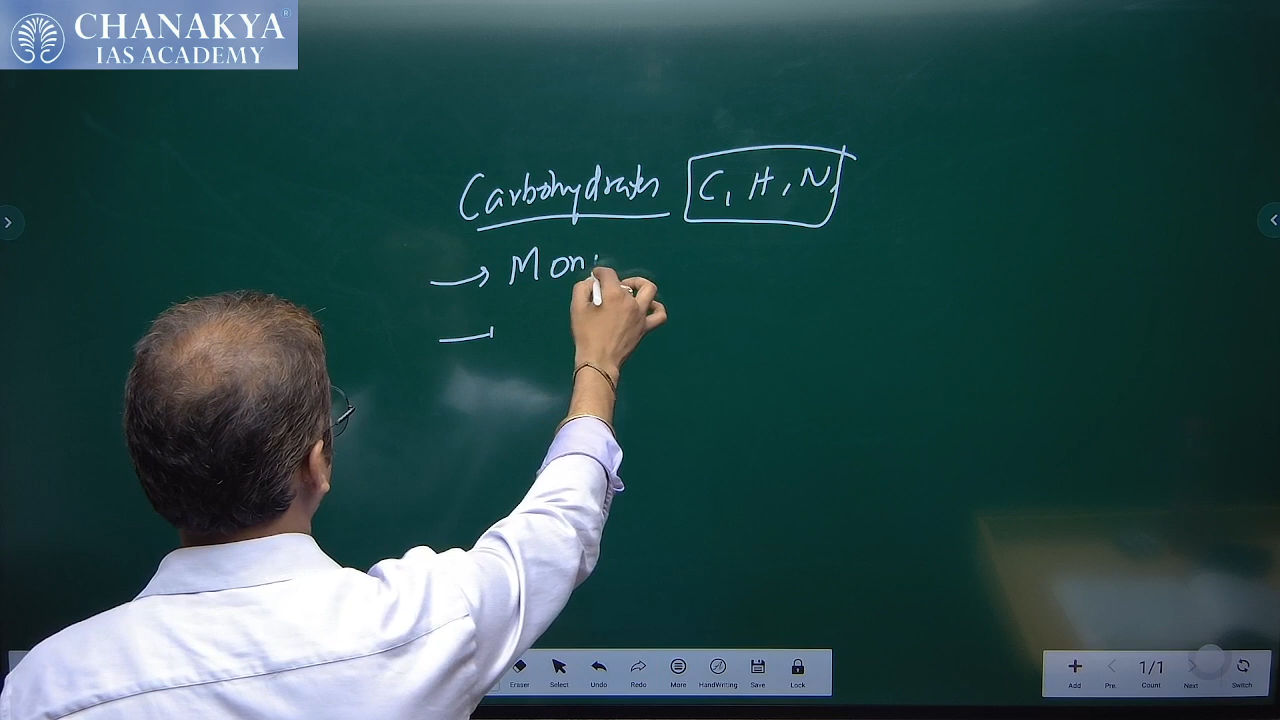 CHANAKYA ®
IAS ACADEMY
Carbohydrates C, H, N,
→ Mon
Eraser Select Undo Redo More HandWriting Save Lock
1/1
Add Pre. Count Next Switch